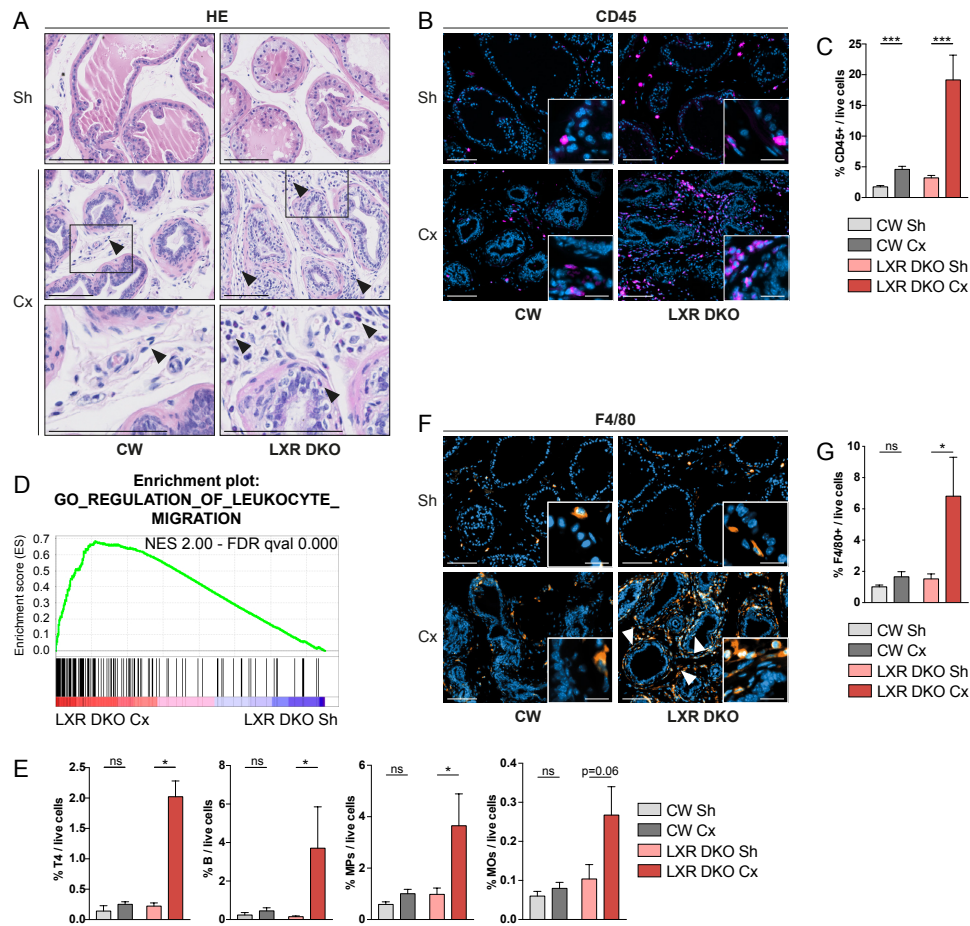 A
HE
Sh
Cx
CW
LXR DKO
B
CD45
Sh
Cx
CW
LXR DKO
C
% CD45+ / live cells
25
20
15
10
5
0
***
***
CW Sh
CW Cx
LXR DKO Sh
LXR DKO Cx
D
Enrichment plot:
GO_REGULATION_OF_LEUKOCYTE_
MIGRATION
NES 2.00 - FDR qval 0.000
Enrichment score (ES)
0.7
0.6
0.5
0.4
0.3
0.2
0.1
0.0
LXR DKO Cx
LXR DKO Sh
F
F4/80
Sh
Cx
CW
LXR DKO
G
% F4/80+ / live cells
10
8
6
4
2
0
ns
*
CW Sh
CW Cx
LXR DKO Sh
LXR DKO Cx
E
% T4 / live cells
2.5
2.0
1.5
1.0
0.5
0.0
ns
*
% B / live cells
8
6
4
2
0
ns
*
% MPs / live cells
6
4
2
0
ns
*
% MOs / live cells
0.4
0.3
0.2
0.1
0.0
ns
p=0.06
CW Sh
CW Cx
LXR DKO Sh
LXR DKO Cx